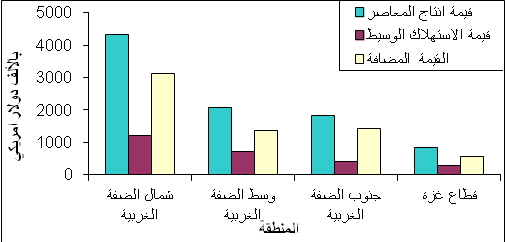 قيمة انتاج المعاصر
قيمة الاستهلاك الوسيط
القيمة المضافة
بالألف دولار امريكي
5000
4000
3000
2000
1000
0
شمال الضفة
الغربية
وسط الضفة
الغربية
جنوب الضفة
الغربية
قطاع غزة
المنطقة